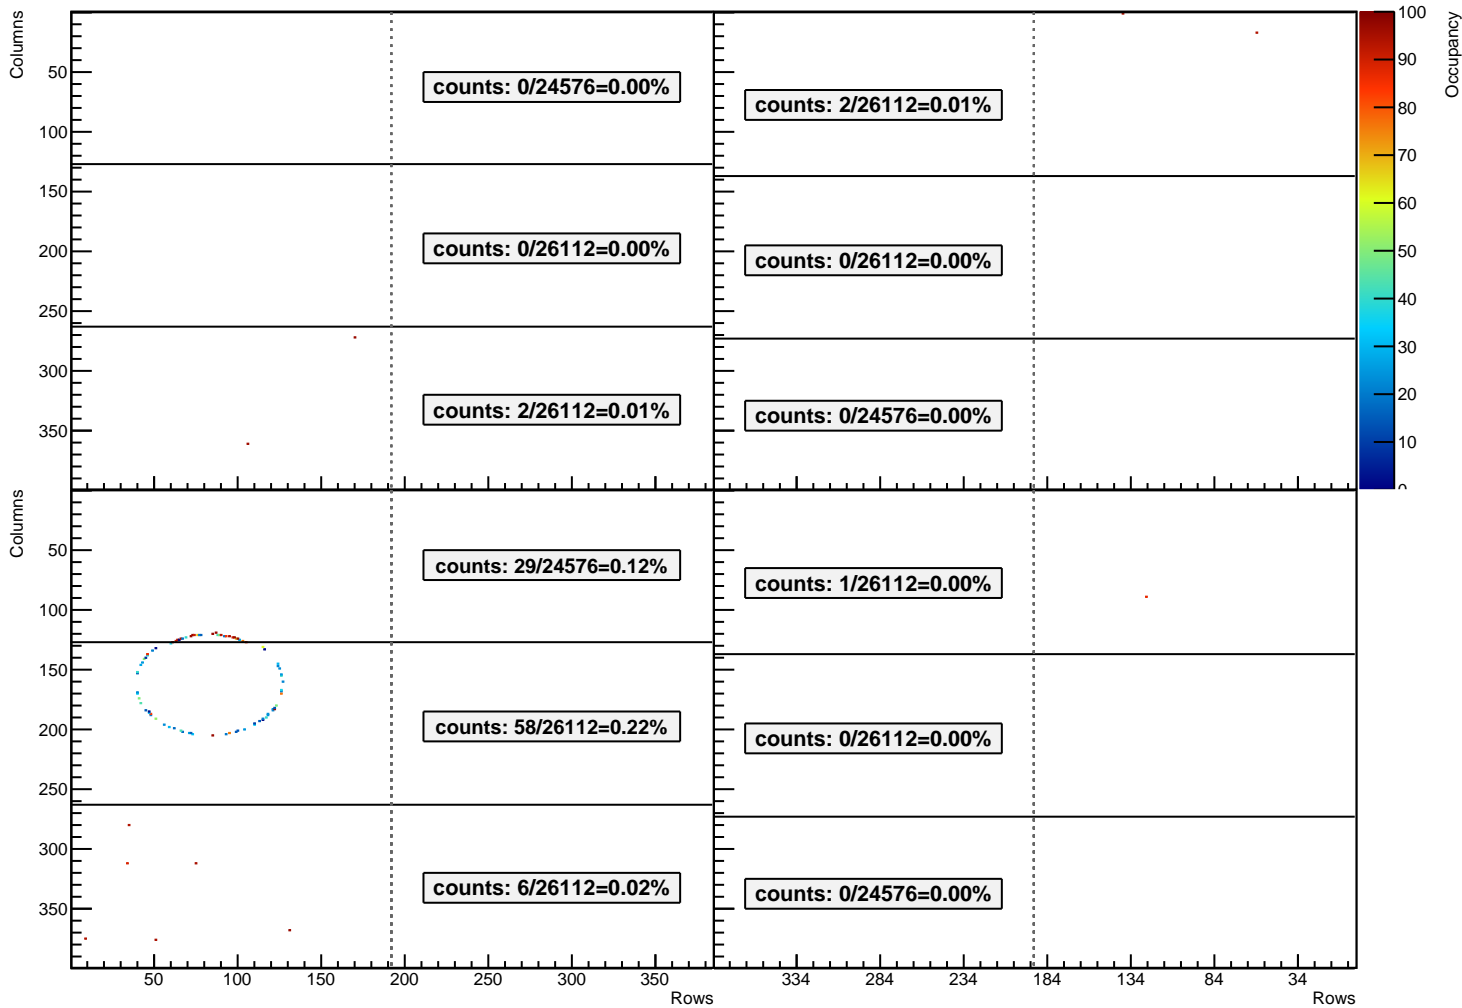 Columns
50
100
150
200
250
300
350
counts: 0/24576=0.00%
counts: 0/26112=0.00%
counts: 2/26112=0.01%
counts: 2/26112=0.01%
counts: 0/26112=0.00%
counts: 0/24576=0.00%
100
90
80
70
60
50
40
30
20
10
0
Occupancy
Columns
50
100
150
200
250
300
350
counts: 29/24576=0.12%
counts: 58/26112=0.22%
counts: 6/26112=0.02%
50 100 150 200 250 300 350
Rows
counts: 1/26112=0.00%
counts: 0/26112=0.00%
counts: 0/24576=0.00%
334 284 234 184 134 84 34
Rows